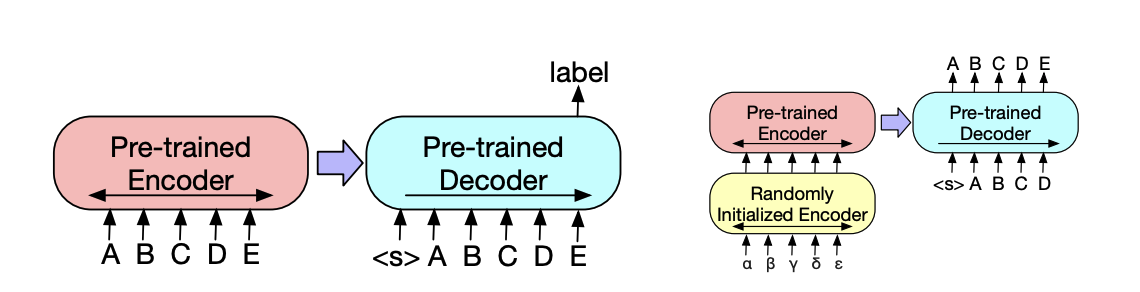 label
Pre-trained
Encoder
Pre-trained
Decoder
A B C D E
<s> A B C D E
A B C D E
Pre-trained
Encoder
Pre-trained
Decoder
<s> A B C D
Randomly
Initialized Encoder
α β γ δ ε